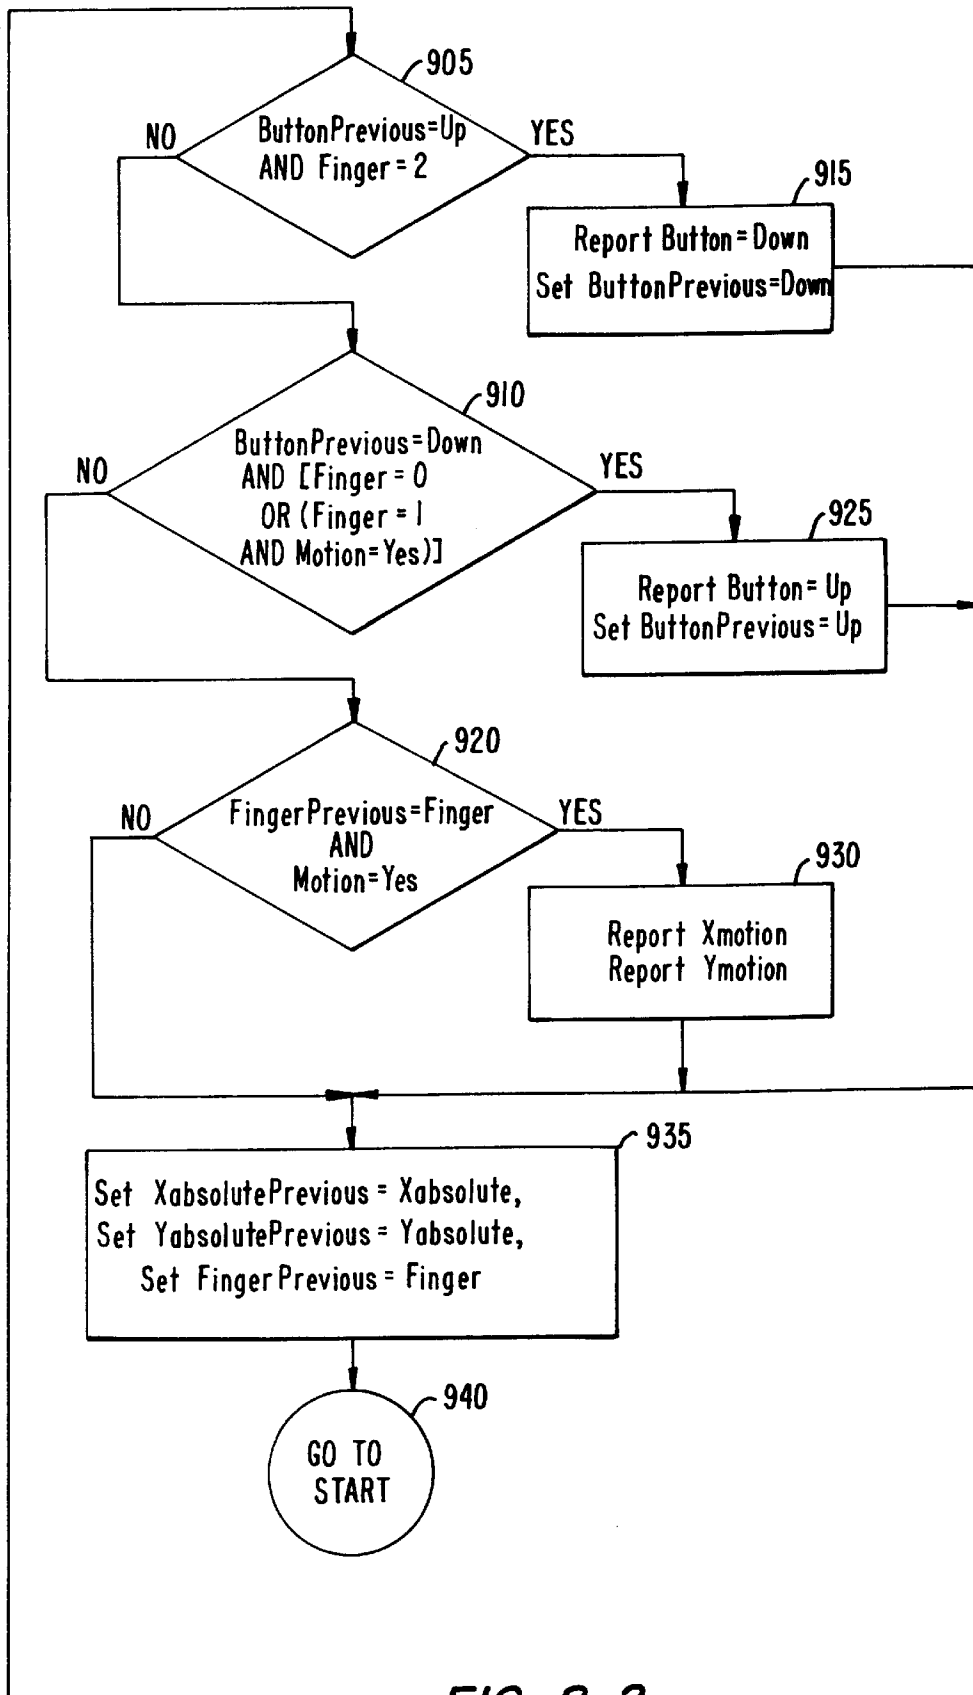 905
NO
YES
ButtonPrevious=Up
AND Finger=2
915
Report Button=Down
Set ButtonPrevious=Down
910
NO
YES
ButtonPrevious=Down
AND [Finger=0
OR (Finger=1
AND Motion=Yes)]
925
Report Button=Up
Set ButtonPrevious=Up
920
NO
YES
FingerPrevious=Finger
AND
Motion=Yes
930
Report Xmotion
Report Ymotion
935
Set XabsolutePrevious=Xabsolute,
Set YabsolutePrevious=Yabsolute,
Set FingerPrevious=Finger
940
GO TO
START